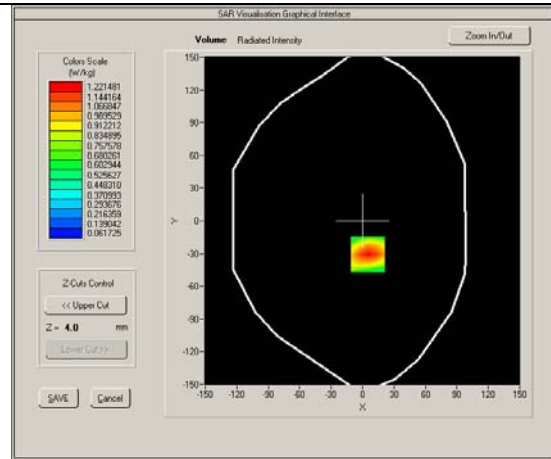 SAR Visualisation Graphical Interface
Volume Radiated Intensity
Zoom In/Out
Colors Scale
(W/kg)
1.221481
1.144164
1.066847
0.989529
0.912212
0.834895
0.757578
0.680261
0.602944
0.525627
0.448310
0.370993
0.293676
0.216359
0.139042
0.061725
Z-Cuts Control
<< Upper Cut
Z = 4.0 mm
Lower Cut >>
SAVE Cancel
150
120
90
60
30
0
-30
-60
-90
-120
-150
Y
-150 -120 -90 -60 -30 0 30 60 90 120 150
X